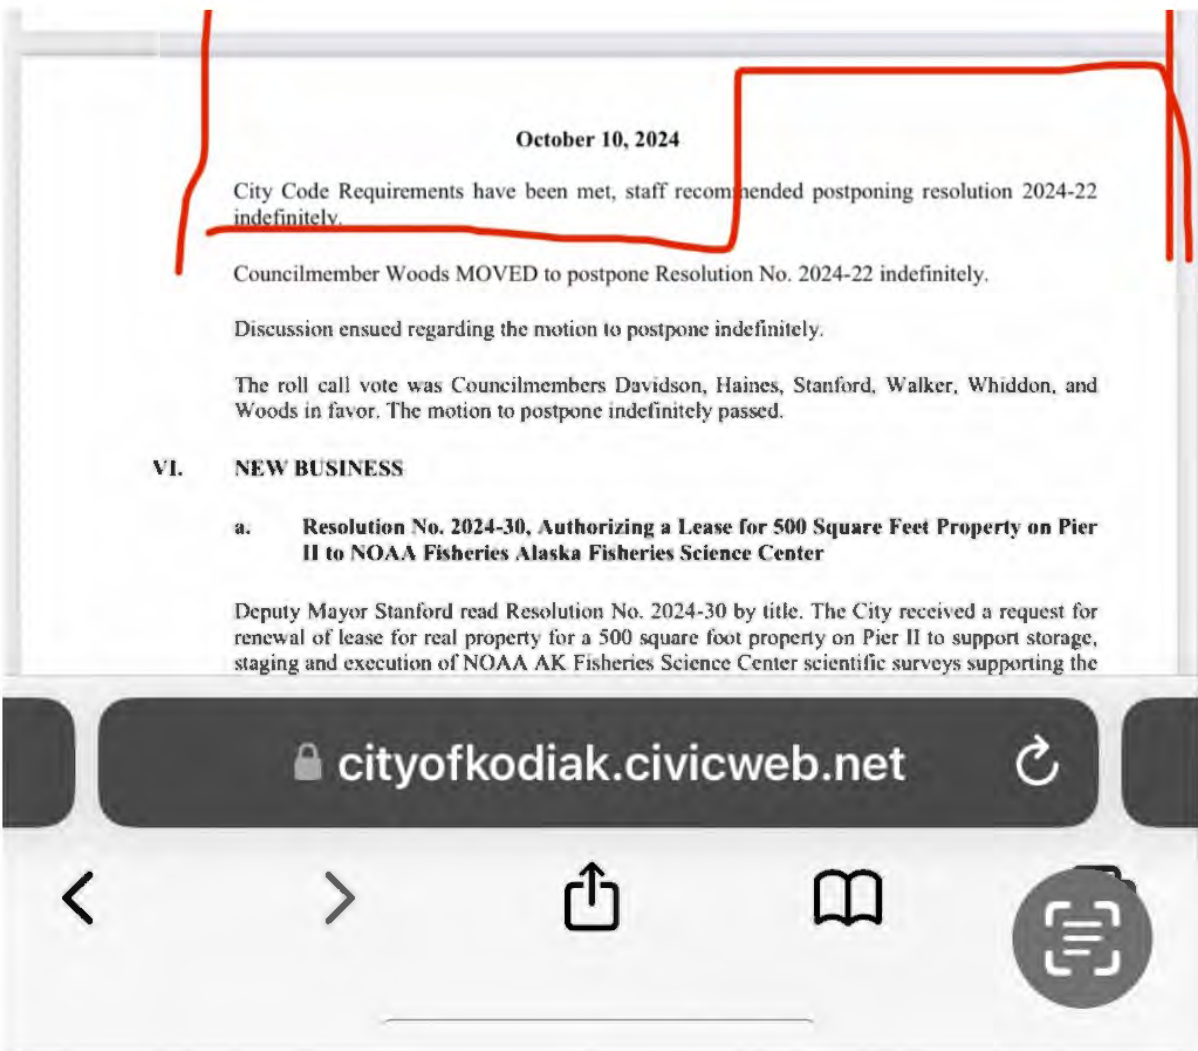 October 10, 2024
City Code Requirements have been met, staff recommended postponing resolution 2024-22
indefinitely.
Councilmember Woods MOVED to postpone Resolution No. 2024-22 indefinitely.
Discussion ensued regarding the motion to postpone indefinitely.
The roll call vote was Councilmembers Davidson, Haines, Stanford, Walker, Whiddon, and
Woods in favor. The motion to postpone indefinitely passed.
VI. NEW BUSINESS
a. Resolution No. 2024-30, Authorizing a Lease for 500 Square Feet Property on Pier
II to NOAA Fisheries Alaska Fisheries Science Center
Deputy Mayor Stanford read Resolution No. 2024-30 by title. The City received a request for
renewal of lease for real property for a 500 square foot property on Pier II to support storage,
staging and execution of NOAA AK Fisheries Science Center scientific surveys supporting the
cityofkodiak.civicweb.net